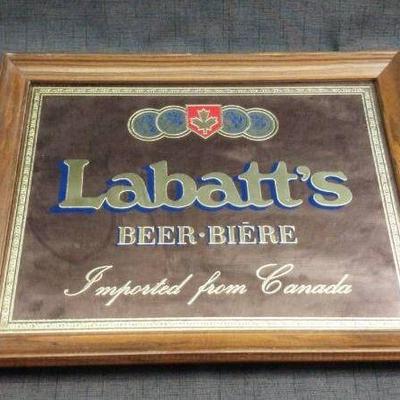 Labatt's
BEER·BIÈRE
Imported from Canada